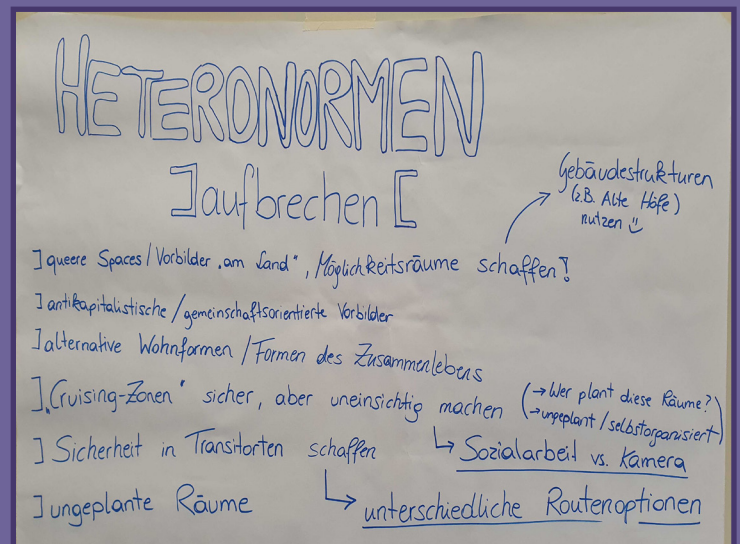 HETERONORMEN
]aufbrechen[
Gebäudestrukturen
(z.B. Alte Höfe)
nutzen
]queere Spaces/Vorbilder "am Land", Möglichkeitsräume schaffen!
]antikapitalistische/gemeinschaftsorientierte Vorbilder
]alternative Wohnformen/Formen des Zusammenlebens
]„Cruising-Zonen" sicher, aber uneinsichtig machen
(→Wer plant diese Räume?
→ungeplant/selbstorganisiert)
↳ Sozialarbeit vs. Kamera
] Sicherheit in Transitorten schaffen
↳ unterschiedliche Routenoptionen
]ungeplante Räume